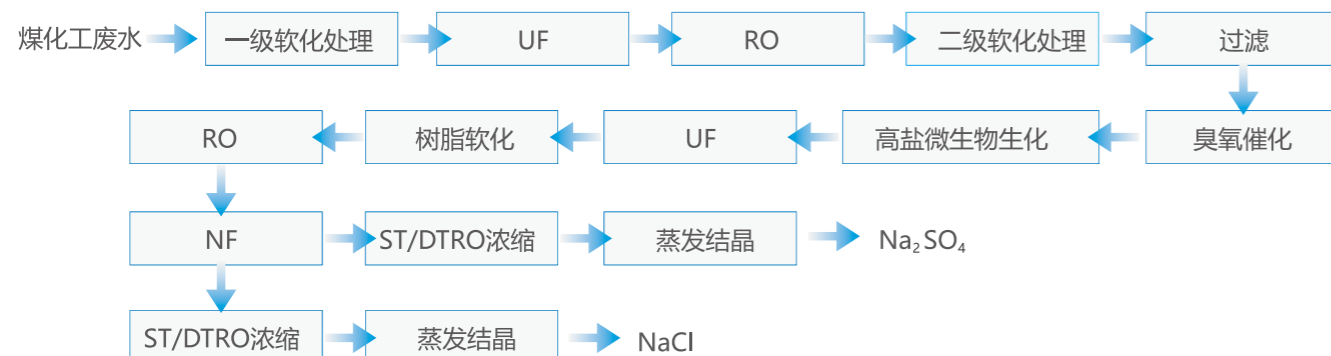 煤化工废水 一级软化处理 UF RO 二级软化处理 过滤
RO 树脂软化 UF 高盐微生物生化 臭氧催化
NF ST/DTRO浓缩 蒸发结晶 Na₂SO₄
ST/DTRO浓缩 蒸发结晶 NaCl